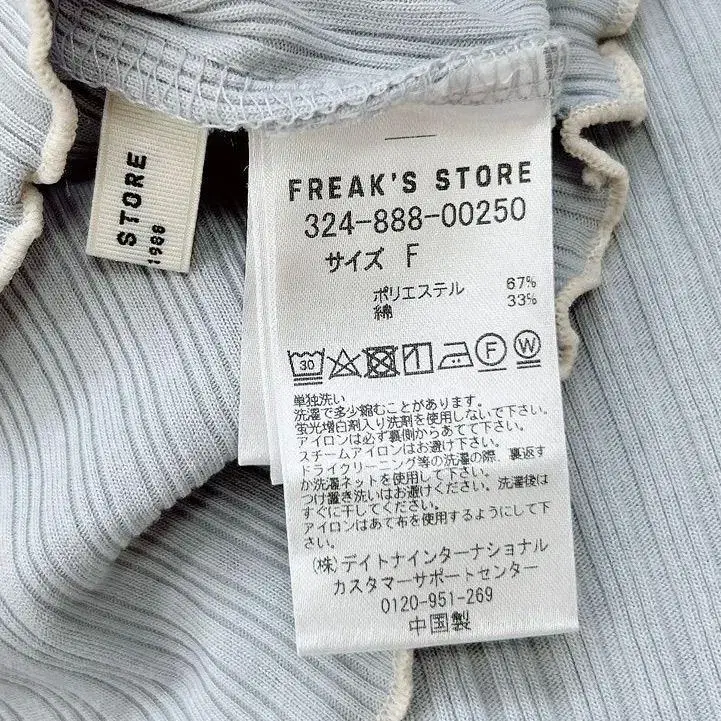 STORE
1986
FREAK'S STORE
324-888-00250
サイズ F
ポリエステル 67%
綿 33%
30
F
W
単独洗い
洗濯で多少縮むことがあります。
蛍光増白剤入り洗剤を使用しないで下さい。
アイロンは必ず裏側からあてて下さい。
スチームアイロンはお避け下さい。
ドライクリーニング等の洗濯の際、裏返す
か洗濯ネットを使用して下さい。
つけ置き洗いはお避けください。洗濯後は
すぐに干してください。
アイロンはあて布を使用するようにして下
さい。
(株)デイトナインターナショナル
カスタマーサポートセンター
0120-951-269
中国製